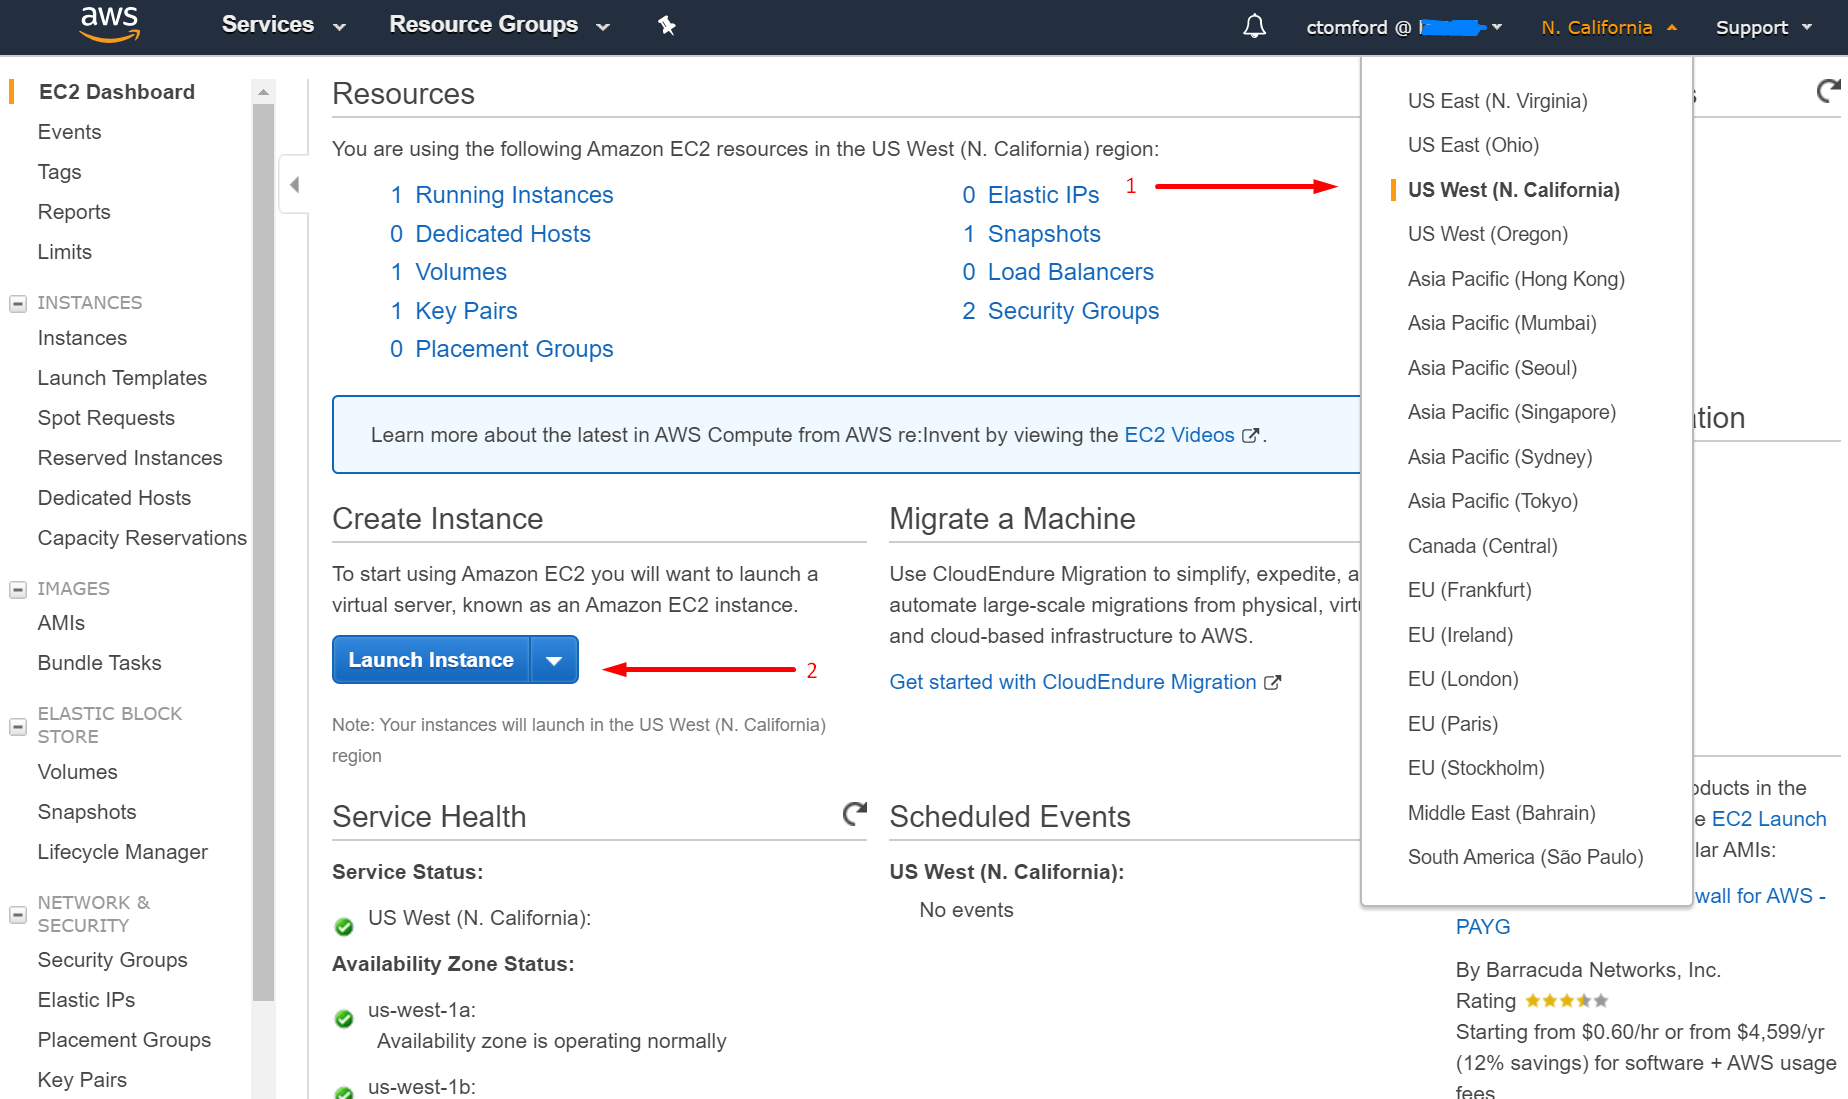 aws
Services
Resource Groups
ctomford @
N. California
Support
EC2 Dashboard
Events
Tags
Reports
Limits
INSTANCES
Instances
Launch Templates
Spot Requests
Reserved Instances
Dedicated Hosts
Capacity Reservations
IMAGES
AMIs
Bundle Tasks
ELASTIC BLOCK
STORE
Volumes
Snapshots
Lifecycle Manager
NETWORK &
SECURITY
Security Groups
Elastic IPs
Placement Groups
Key Pairs
Resources
You are using the following Amazon EC2 resources in the US West (N. California) region:
1 Running Instances
0 Elastic IPs
0 Dedicated Hosts
1 Snapshots
1 Volumes
0 Load Balancers
1 Key Pairs
2 Security Groups
0 Placement Groups
1
Learn more about the latest in AWS Compute from AWS re:Invent by viewing the EC2 Videos .
Create Instance
To start using Amazon EC2 you will want to launch a
virtual server, known as an Amazon EC2 instance.
Launch Instance
2
Note: Your instances will launch in the US West (N. California)
region
Migrate a Machine
Use CloudEndure Migration to simplify, expedite, a
automate large-scale migrations from physical, virtu
and cloud-based infrastructure to AWS.
Get started with CloudEndure Migration
Service Health
Service Status:
US West (N. California):
Availability Zone Status:
us-west-1a:
Availability zone is operating normally
us-west-1b:
Scheduled Events
US West (N. California):
No events
US East (N. Virginia)
US East (Ohio)
US West (N. California)
US West (Oregon)
Asia Pacific (Hong Kong)
Asia Pacific (Mumbai)
Asia Pacific (Seoul)
Asia Pacific (Singapore)
Asia Pacific (Sydney)
Asia Pacific (Tokyo)
Canada (Central)
EU (Frankfurt)
EU (Ireland)
EU (London)
EU (Paris)
EU (Stockholm)
Middle East (Bahrain)
South America (São Paulo)
ation
oducts in the
e EC2 Launch
lar AMIs:
wall for AWS -
PAYG
By Barracuda Networks, Inc.
Rating
Starting from $0.60/hr or from $4,599/yr
(12% savings) for software + AWS usage
fees